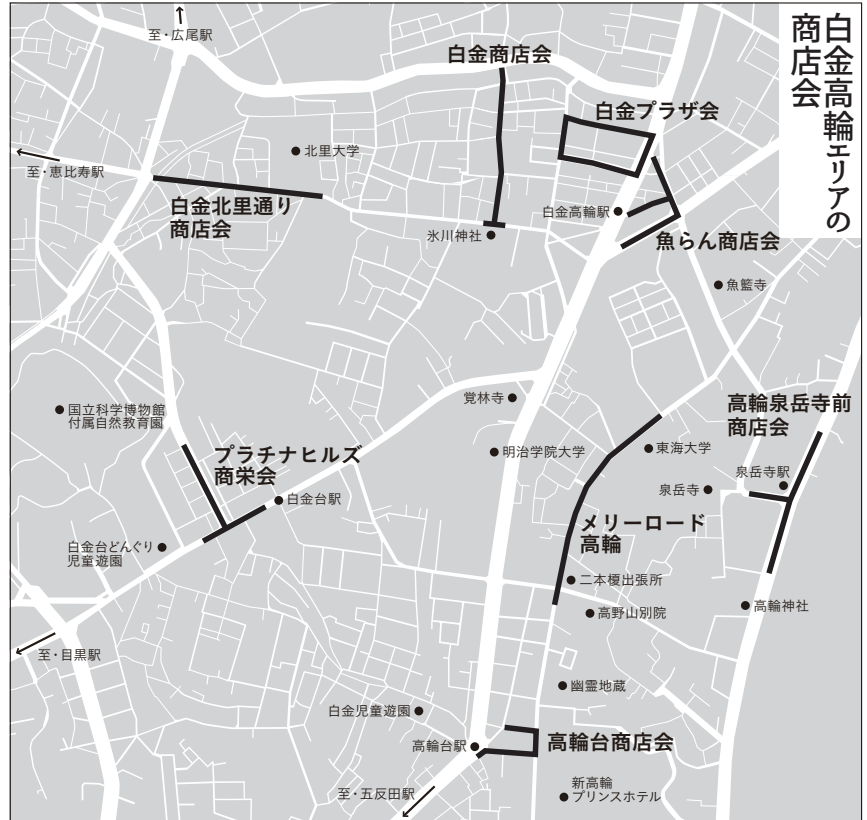 白金高輪エリアの
商店会
至・広尾駅
白金商店会
白金プラザ会
北里大学
至・恵比寿駅
白金北里通り
商店会
白金高輪駅
氷川神社
魚らん商店会
魚籃寺
覚林寺
国立科学博物館
付属自然教育園
高輪泉岳寺前
商店会
プラチナヒルズ
商栄会
明治学院大学
東海大学
泉岳寺駅
泉岳寺
白金台駅
メリーロード
高輪
白金台どんぐり
児童遊園
二本榎出張所
高輪神社
高野山別院
至・目黒駅
幽霊地蔵
白金児童遊園
高輪台駅
高輪台商店会
至・五反田駅
新高輪
プリンスホテル